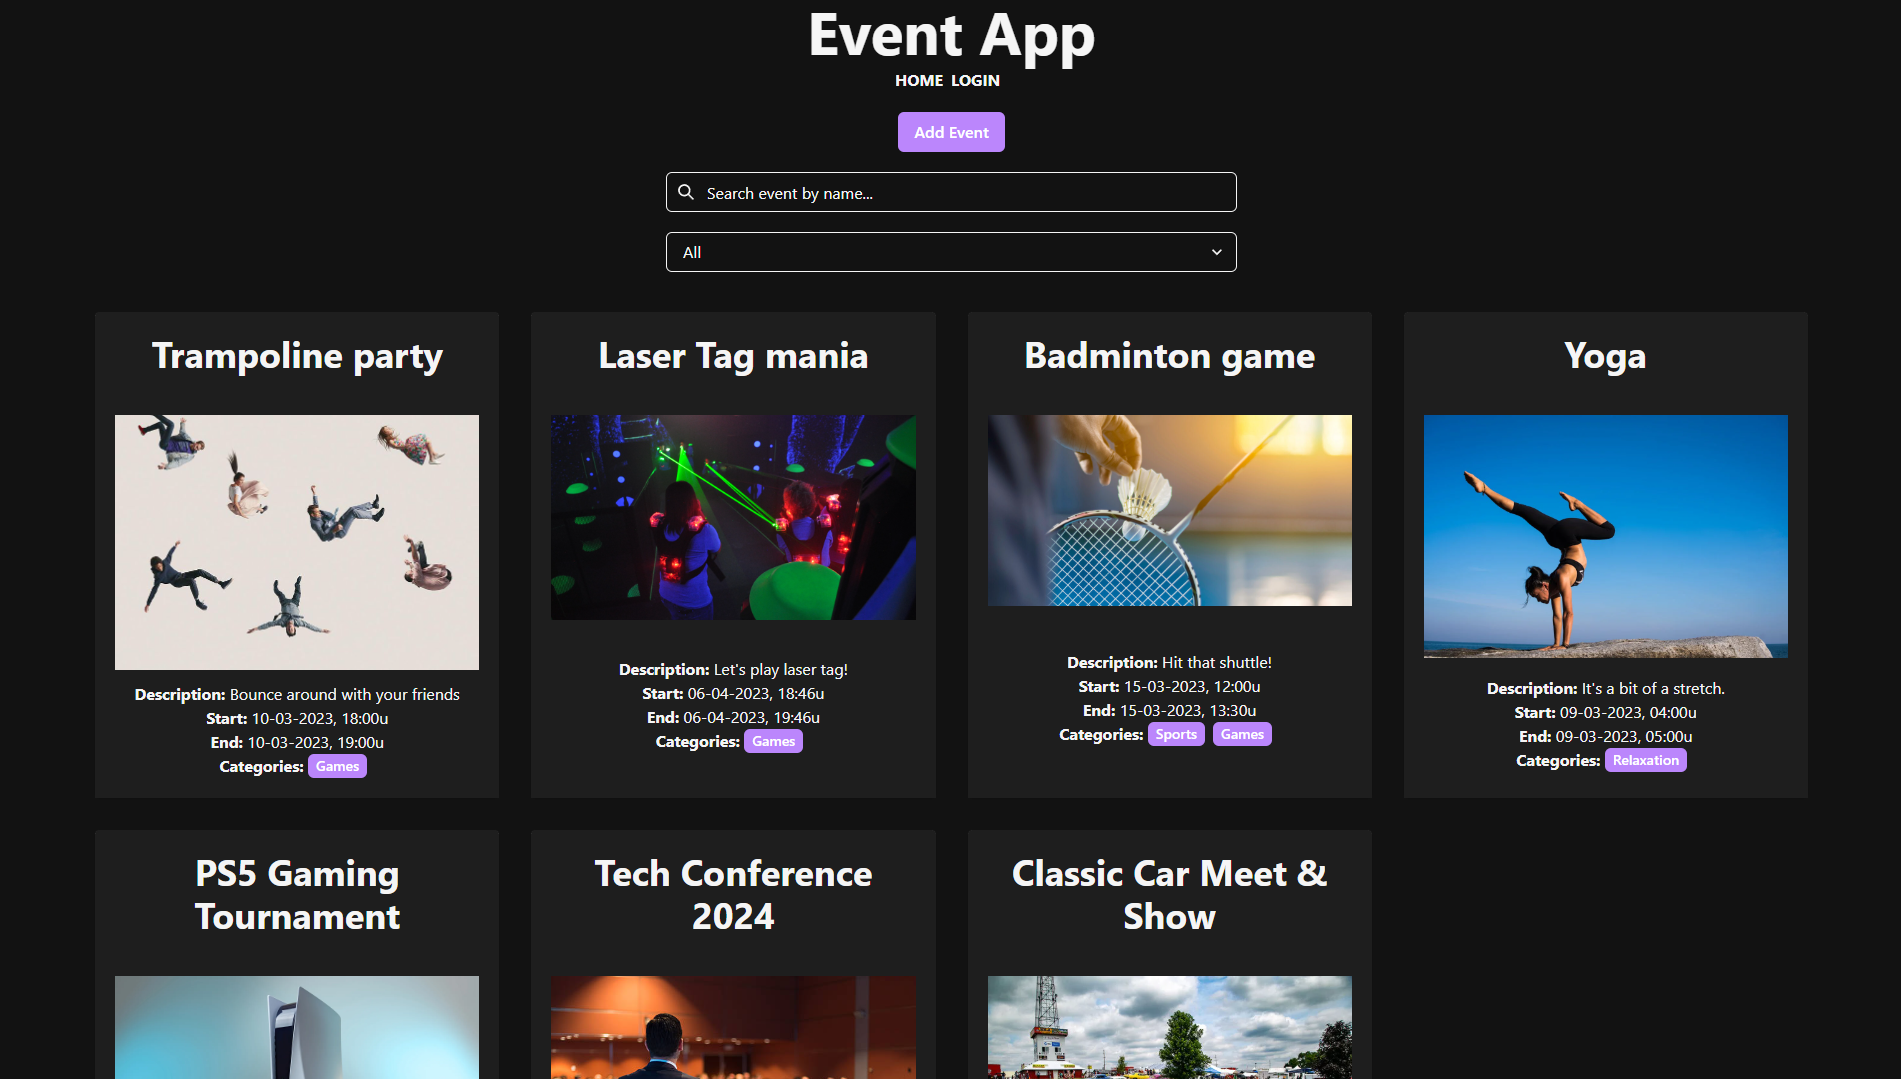 Event App
HOME LOGIN
Add Event
Search event by name...
All
Trampoline party
Description: Bounce around with your friends
Start: 10-03-2023, 18:00u
End: 10-03-2023, 19:00u
Categories: Games
Laser Tag mania
Description: Let's play laser tag!
Start: 06-04-2023, 18:46u
End: 06-04-2023, 19:46u
Categories: Games
Badminton game
Description: Hit that shuttle!
Start: 15-03-2023, 12:00u
End: 15-03-2023, 13:30u
Categories: Sports Games
Yoga
Description: It's a bit of a stretch.
Start: 09-03-2023, 04:00u
End: 09-03-2023, 05:00u
Categories: Relaxation
PS5 Gaming
Tournament
Tech Conference
2024
Classic Car Meet &
Show